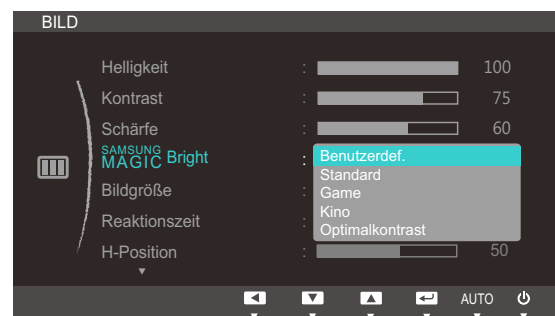 BILD
Helligkeit : 100
Kontrast : 75
Schärfe : 60
SAMSUNG MAGIC Bright : Benutzerdef.
Standard
Game
Bildgröße :
Kino
Reaktionszeit :
Optimalkontrast
H-Position : 50
AUTO